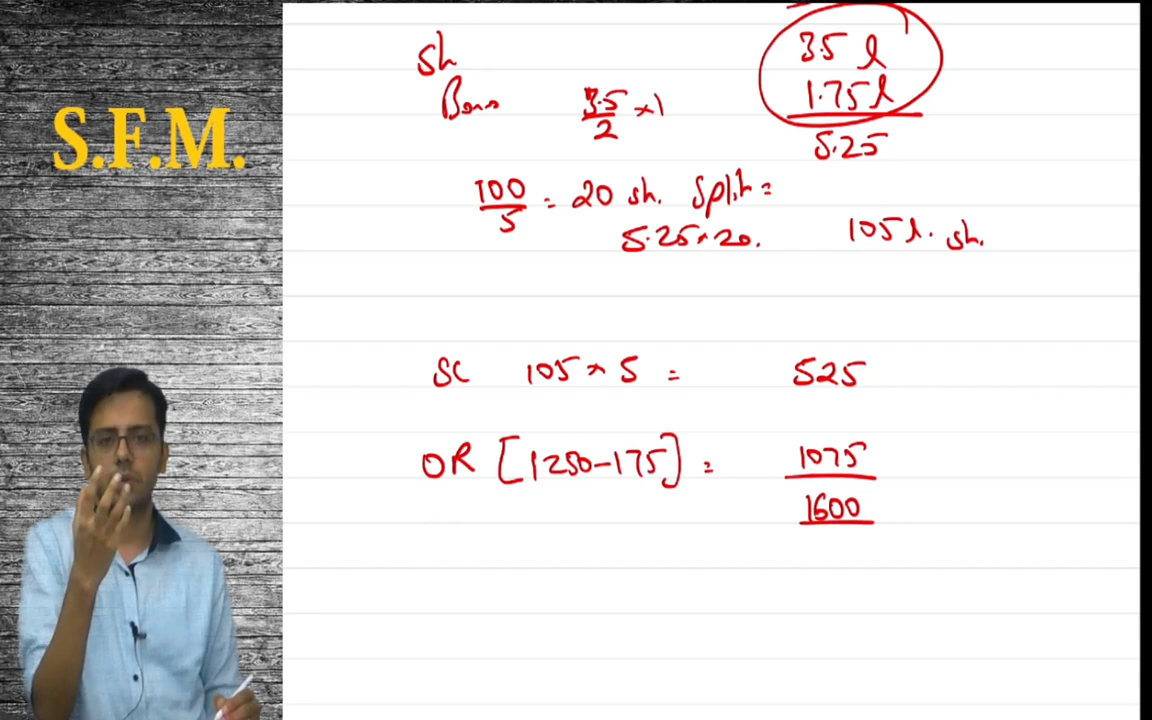 S.F.M.
Sh 3.5 l
Bonus 3.5/2 × 1 1.75 l
5.25
100/5 = 20 sh. Split =
5.25 × 20. 105 l. sh.
SC 105 × 5 = 525
OR [1250 - 175] = 1075
1600